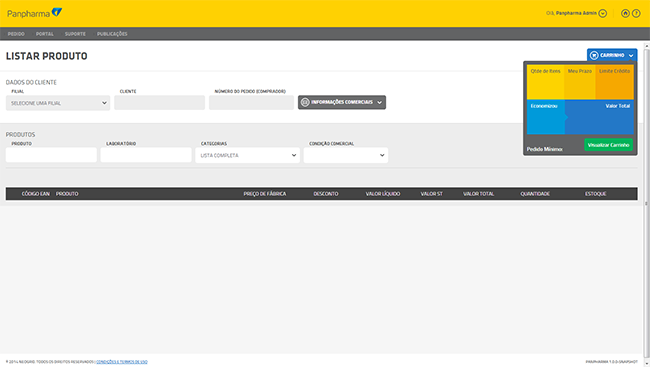 Panpharma
Olá, Panpharma Admin
PEDIDO PORTAL SUPORTE PUBLICAÇÕES
LISTAR PRODUTO
CARRINHO
Qtde de Itens Meu Prazo Limite Crédito
Economizou Valor Total
Pedido Mínimo Visualizar Carrinho
DADOS DO CLIENTE
FILIAL CLIENTE NÚMERO DO PEDIDO (COMPRADOR)
SELECIONE UMA FILIAL INFORMAÇÕES COMERCIAIS
PRODUTOS
PRODUTO LABORATÓRIO CATEGORIAS CONDIÇÃO COMERCIAL
LISTA COMPLETA
CÓDIGO EAN PRODUTO PREÇO DE FÁBRICA DESCONTO VALOR LÍQUIDO VALOR ST VALOR TOTAL QUANTIDADE ESTOQUE
NEOGRID. TODOS OS DIREITOS RESERVADOS | CONDIÇÕES E TERMOS DE USO
PANPHARMA 1.0.0-SNAPSHOT